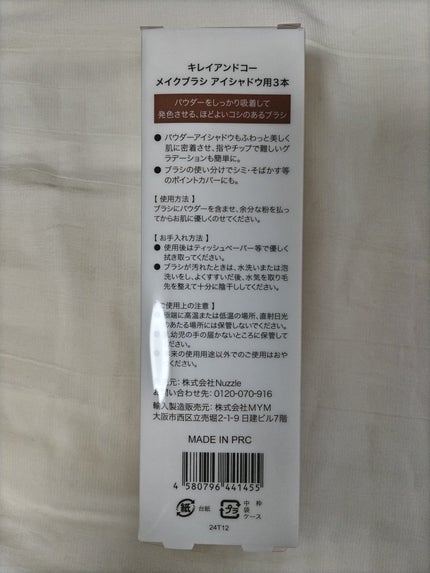 キレイアンドコー
メイクブラシ アイシャドウ用3本
パウダーをしっかり吸着して
発色させる、ほどよいコシのあるブラシ
● パウダーアイシャドウもふわっと美しく
肌に密着させ、指やチップで難しいグ
ラデーションも簡単に。
● ブラシの使い分けでシミ・そばかす等
のポイントカバーにも。
【 使用方法 】
ブラシにパウダーを含ませ、余分な粉を払っ
てからお肌に優しくのせてください。
【 お手入れ方法 】
● 使用後はティッシュペーパー等で優しく
拭き取ってください。
● ブラシが汚れたときは、水洗いまたは泡
洗いをし、よくすすいだ後、水気を取り毛
先を整えて十分に陰干ししてください。
ご使用上の注意 】
端に高温または低温の場所、直射日光
のあたる場所には保管しないでください。
幼児の手の届かないところに保管して
ください。
来の使用用途以外でのご使用はおや
ください。
元：株式会社Nuzzle
い合わせ先：0120-070-916
輸入製造販売元：株式会社MYM
大阪市西区立売堀2-1-9 日建ビル7階
MADE IN PRC
4 580796 441455
紙 台紙
プラ 中袋 枠 ケース
24T12